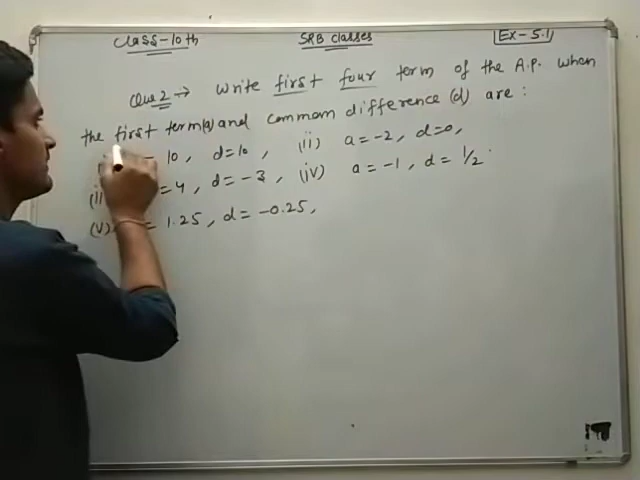 Class-10th SRB classes Ex-5.1
Que 2 → Write first four term of the A.P. when
the first term(a) and common difference (d) are :
10, d=10, (ii) a=-2, d=0,
=4, d=-3, (iv) a=-1, d=1/2
(v) = 1.25, d=-0.25,